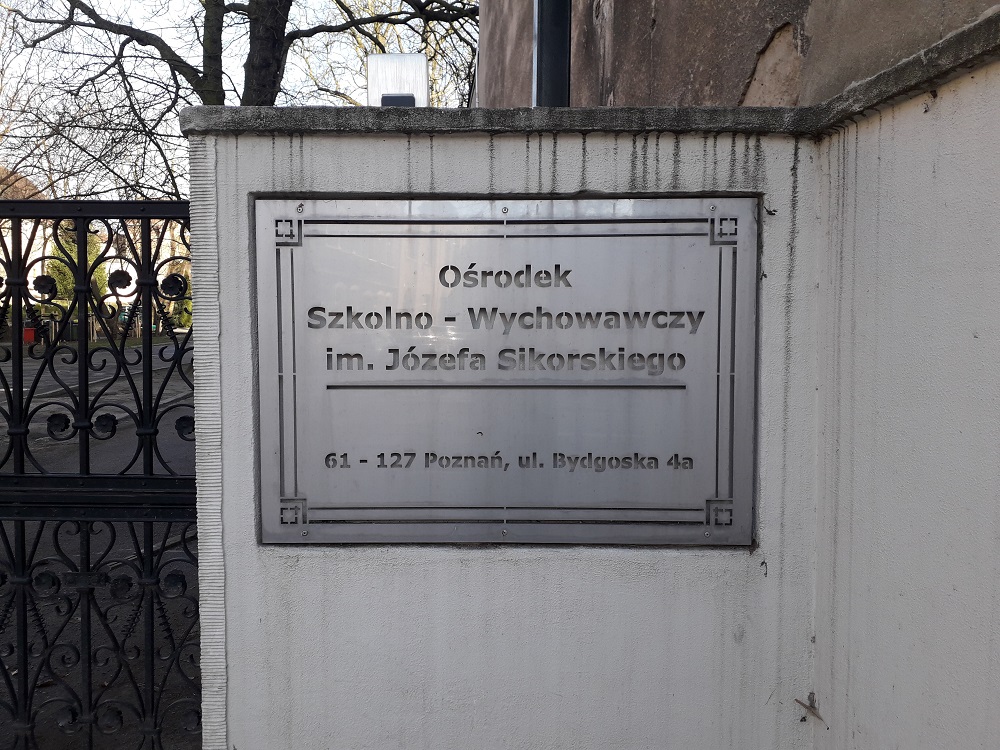 Ośrodek
Szkolno - Wychowawczy
im. Józefa Sikorskiego
61 - 127 Poznań, ul. Bydgoska 4a